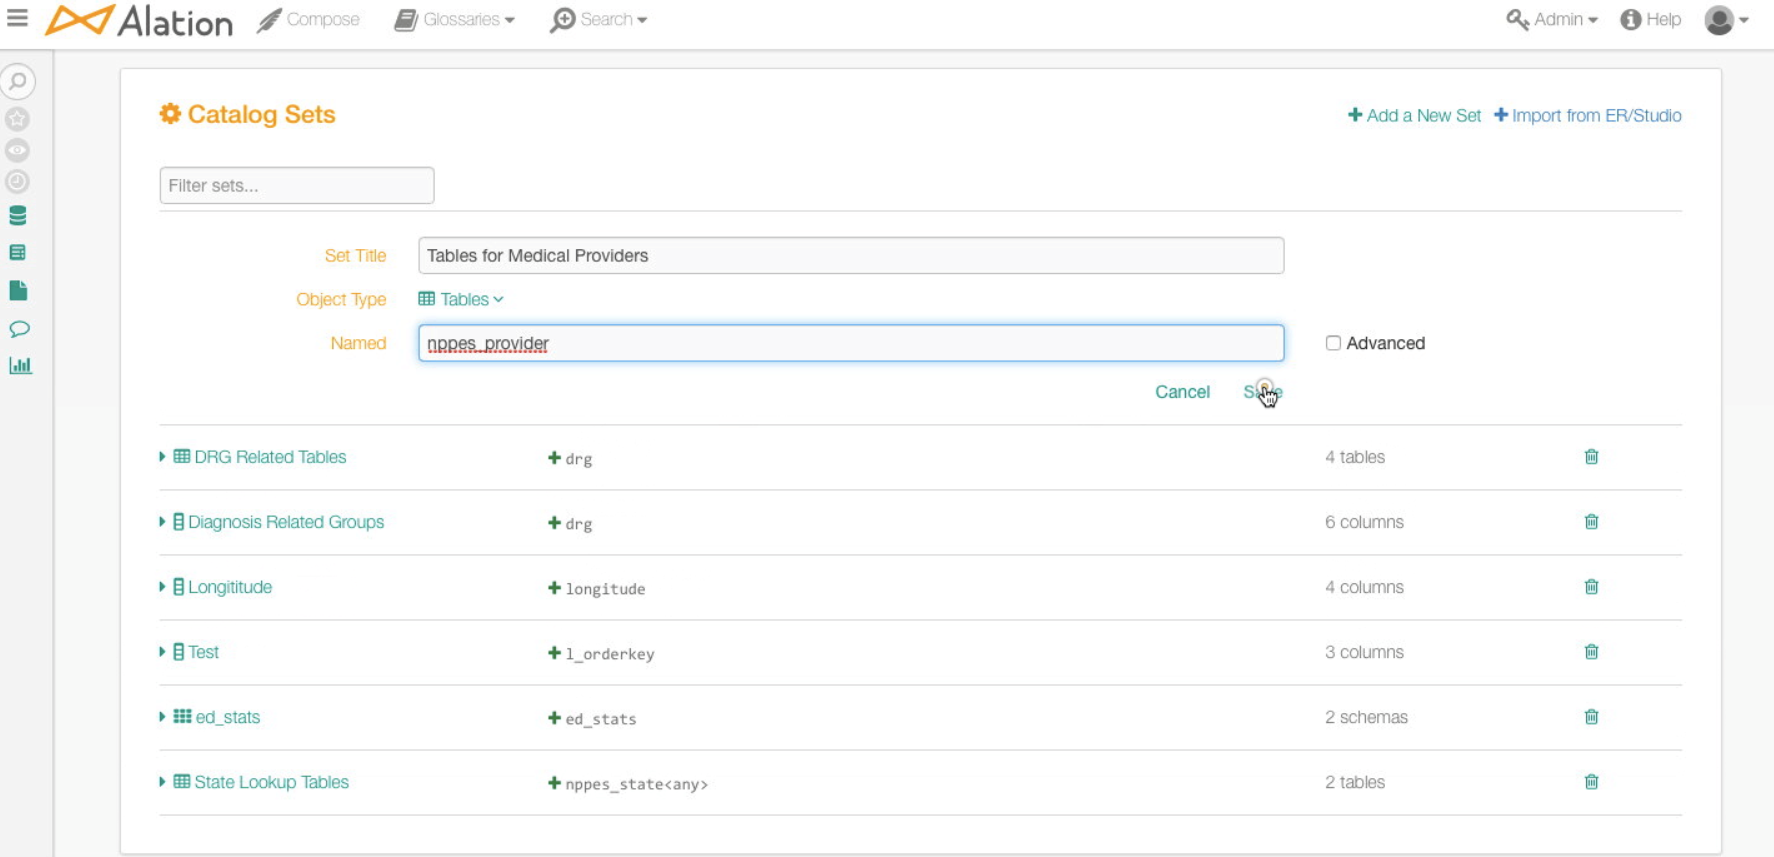 Alation Compose Glossaries Search Admin Help
Catalog Sets
Add a New Set Import from ER/Studio
Filter sets...
Set Title Tables for Medical Providers
Object Type Tables
Named nppes_provider Advanced
Cancel Save
DRG Related Tables drg 4 tables
Diagnosis Related Groups drg 6 columns
Longititude longitude 4 columns
Test l_orderkey 3 columns
ed_stats ed_stats 2 schemas
State Lookup Tables nppes_state<any> 2 tables